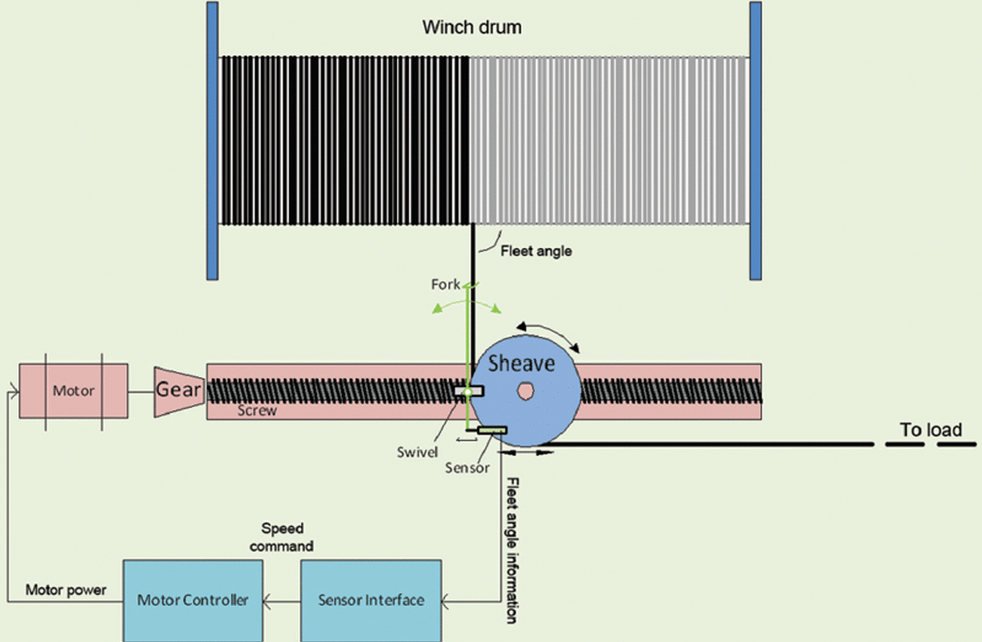 Winch drum
Fleet angle
Fork
Sheave
Motor
Gear
Screw
Swivel
Sensor
To load
Fleet angle information
Speed
command
Motor power
Motor Controller
Sensor Interface